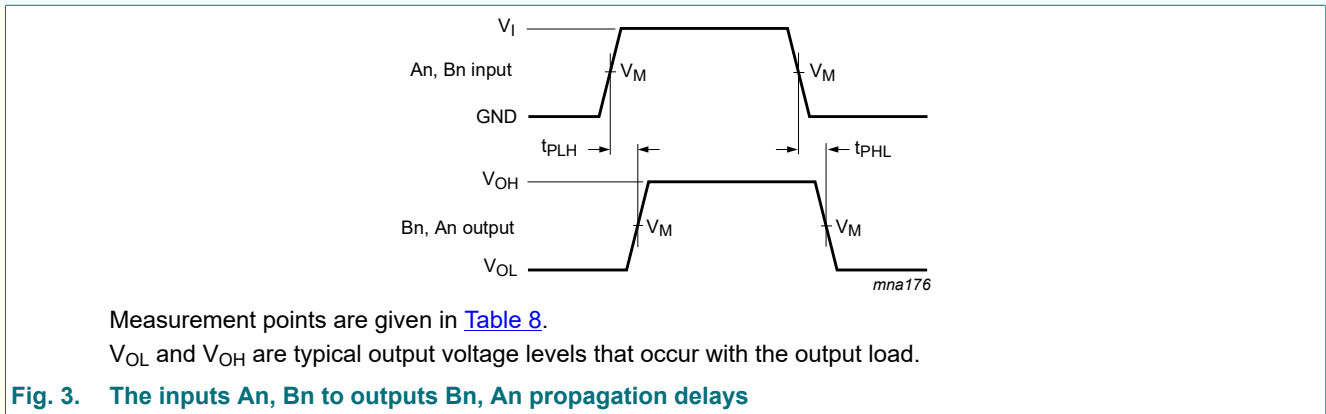 VI
An, Bn input
VM
VM
GND
tPLH
tPHL
VOH
Bn, An output
VM
VM
VOL
mna176
Measurement points are given in Table 8.
VOL and VOH are typical output voltage levels that occur with the output load.
Fig. 3. The inputs An, Bn to outputs Bn, An propagation delays